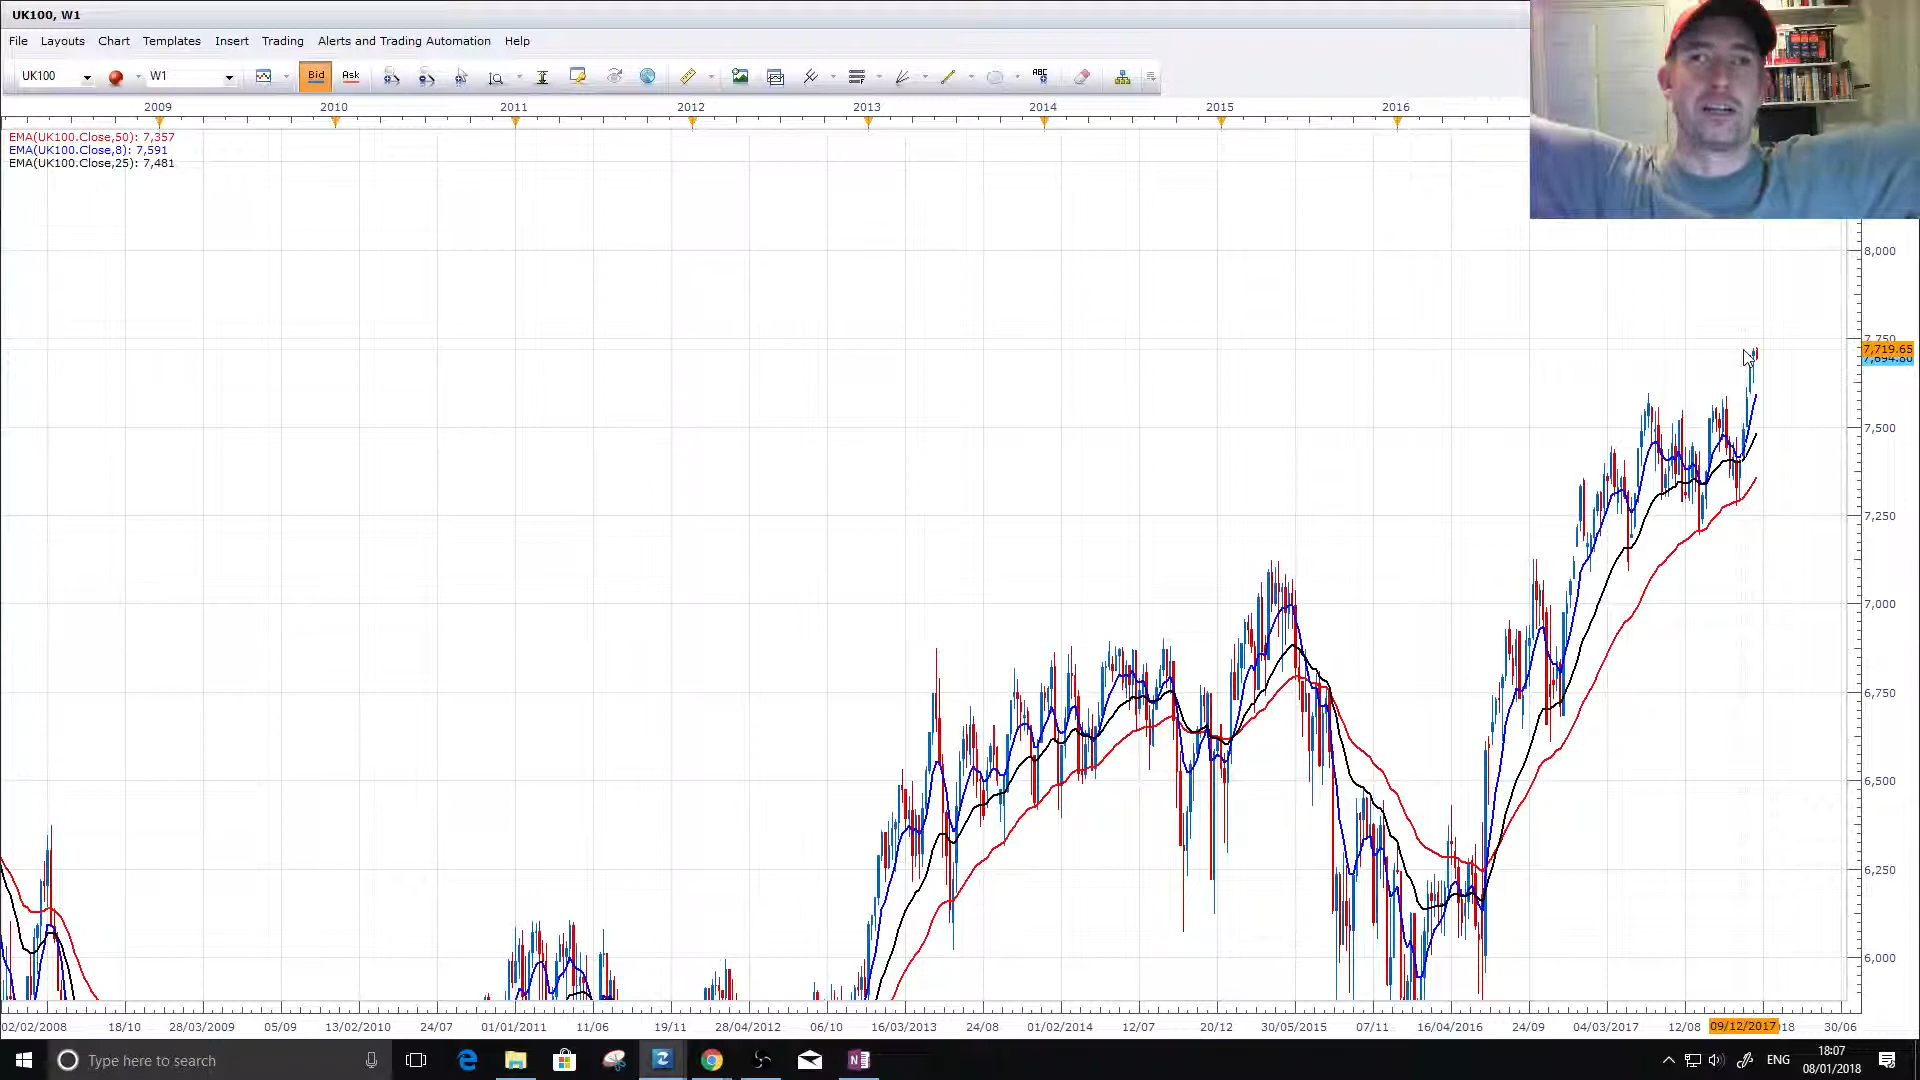 UK100, W1
File Layouts Chart Templates Insert Trading Alerts and Trading Automation Help
UK100 W1 Bid Ask ABC
2009 2010 2011 2012 2013 2014 2015 2016
EMA(UK100.Close,50): 7,357
EMA(UK100.Close,8): 7,591
EMA(UK100.Close,25): 7,481
8,000
7,719.65
7,694.80
7,500
7,250
7,000
6,750
6,500
6,250
6,000
02/02/2008 18/10 28/03/2009 05/09 13/02/2010 24/07 01/01/2011 11/06 19/11 28/04/2012 06/10 16/03/2013 24/08 01/02/2014 12/07 20/12 30/05/2015 07/11 16/04/2016 24/09 04/03/2017 12/08 09/12/2017 18 30/06
Type here to search
ENG
18:07
08/01/2018